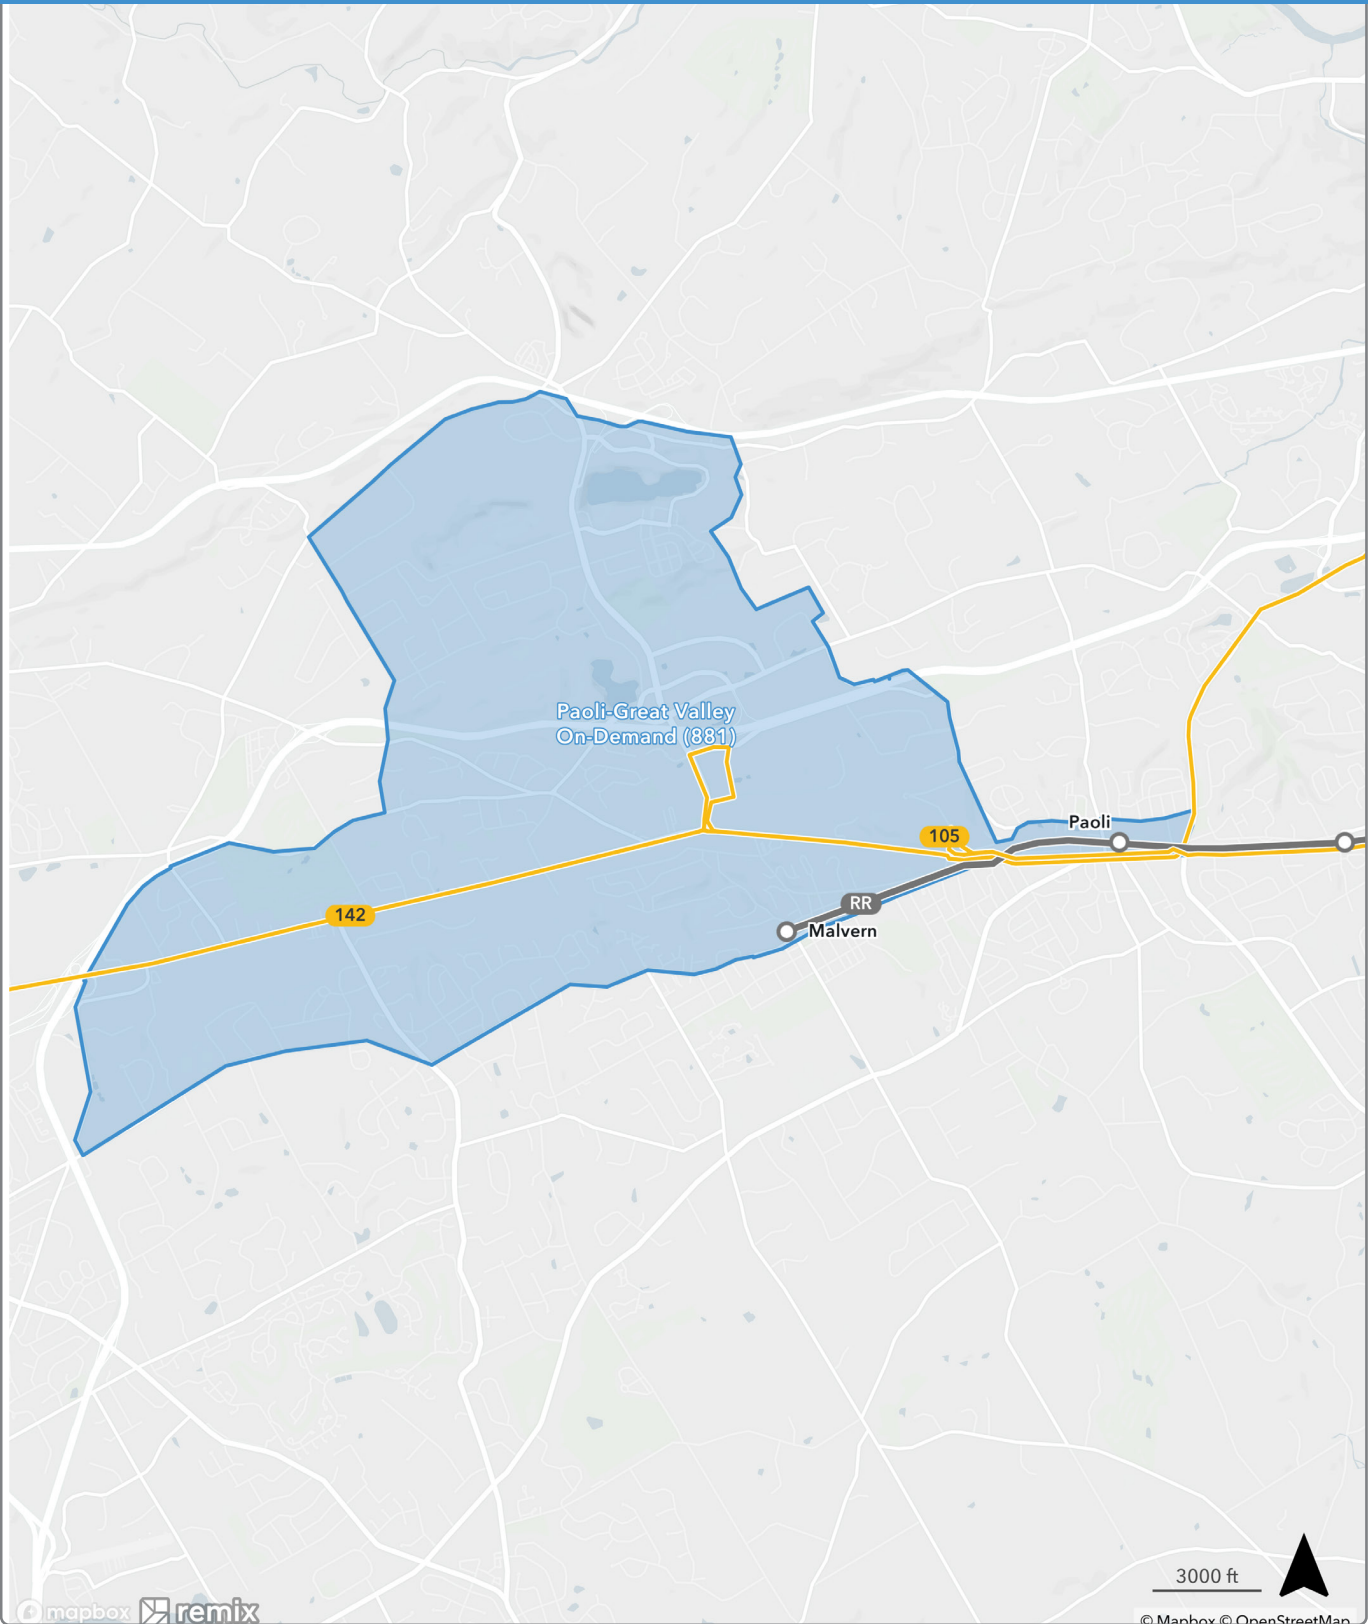 Paoli-Great Valley
On-Demand (881)
Paoli
105
RR
142
Malvern
3000 ft
mapbox remix
© Mapbox © OpenStreetMap